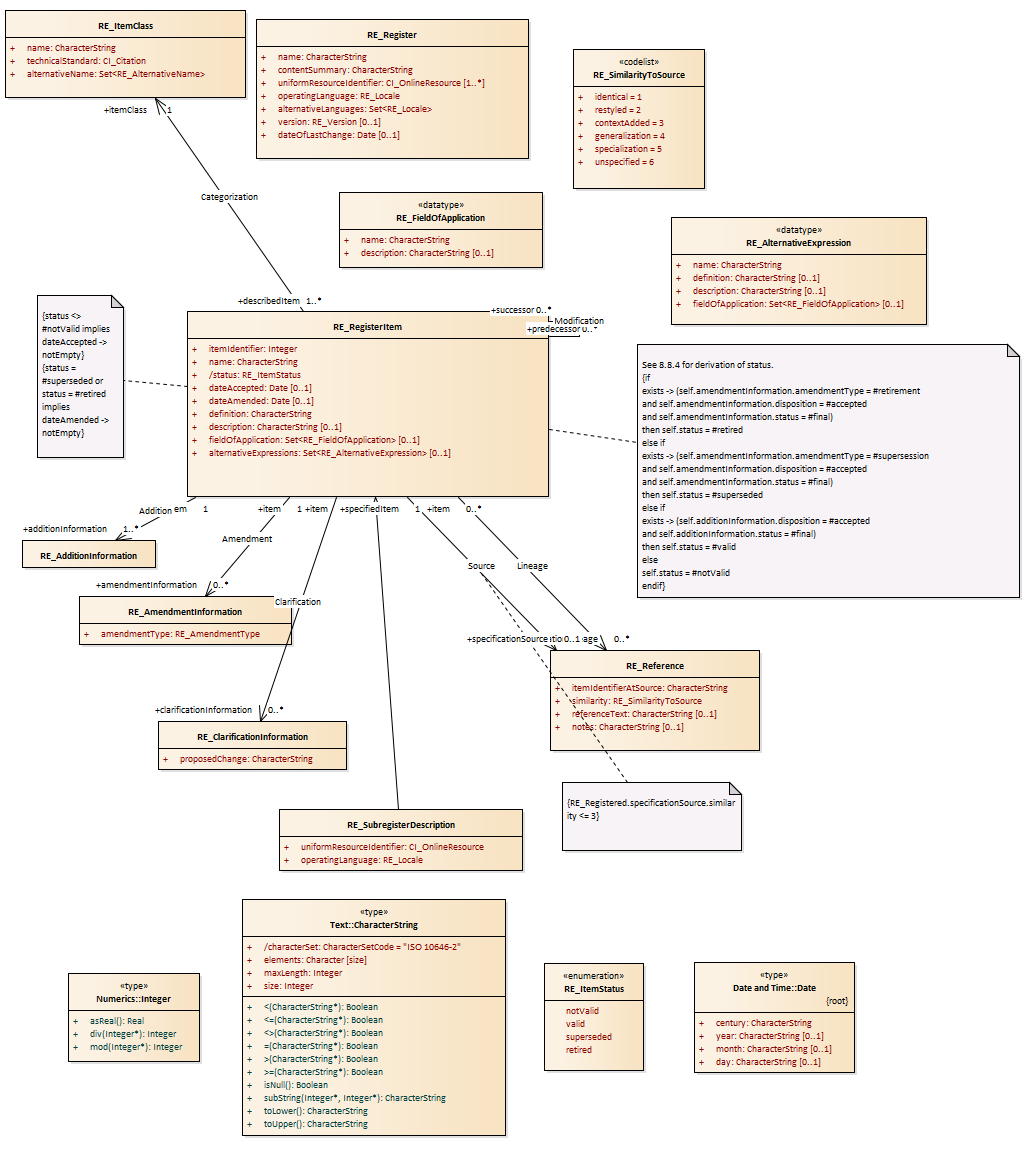 RE_ItemClass
+ name: CharacterString
+ technicalStandard: CI_Citation
+ alternativeName: Set<RE_AlternativeName>
RE_Register
+ name: CharacterString
+ contentSummary: CharacterString
+ uniformResourceIdentifier: CI_OnlineResource [1..*]
+ operatingLanguage: RE_Locale
+ alternativeLanguages: Set<RE_Locale>
+ version: RE_Version [0..1]
+ dateOfLastChange: Date [0..1]
«codelist»
RE_SimilarityToSource
+ identical = 1
+ restyled = 2
+ contextAdded = 3
+ generalization = 4
+ specialization = 5
+ unspecified = 6
+itemClass 1
Categorization
+describedItem 1..*
«datatype»
RE_FieldOfApplication
+ name: CharacterString
+ description: CharacterString [0..1]
«datatype»
RE_AlternativeExpression
+ name: CharacterString
+ definition: CharacterString [0..1]
+ description: CharacterString [0..1]
+ fieldOfApplication: Set<RE_FieldOfApplication> [0..1]
{status <>
#notValid implies
dateAccepted ->
notEmpty}
{status =
#superseded or
status = #retired
implies
dateAmended ->
notEmpty}
+successor 0..*
Modification
+predecessor 0..*
RE_RegisterItem
+ itemIdentifier: Integer
+ name: CharacterString
+ /status: RE_ItemStatus
+ dateAccepted: Date [0..1]
+ dateAmended: Date [0..1]
+ definition: CharacterString
+ description: CharacterString [0..1]
+ fieldOfApplication: Set<RE_FieldOfApplication> [0..1]
+ alternativeExpressions: Set<RE_AlternativeExpression> [0..1]
See 8.8.4 for derivation of status.
{if
exists -> (self.amendmentInformation.amendmentType = #retirement
and self.amendmentInformation.disposition = #accepted
and self.amendmentInformation.status = #final)
then self.status = #retired
else if
exists -> (self.amendmentInformation.amendmentType = #supersession
and self.amendmentInformation.disposition = #accepted
and self.amendmentInformation.status = #final)
then self.status = #superseded
else if
exists -> (self.additionInformation.disposition = #accepted
and self.additionInformation.status = #final)
then self.status = #valid
else
self.status = #notValid
endif}
Addition em 1 +item 1 +item +specifiedItem 1 +item 0..*
+additionInformation 1..*
RE_AdditionInformation
Amendment
+amendmentInformation 0..*
RE_AmendmentInformation
+ amendmentType: RE_AmendmentType
Clarification
+clarificationInformation 0..*
RE_ClarificationInformation
+ proposedChange: CharacterString
Source
Lineage
+specificationSource 0..1 age 0..*
RE_Reference
+ itemIdentifierAtSource: CharacterString
+ similarity: RE_SimilarityToSource
+ referenceText: CharacterString [0..1]
+ notes: CharacterString [0..1]
{RE_Registered.specificationSource.similar
ity <= 3}
RE_SubregisterDescription
+ uniformResourceIdentifier: CI_OnlineResource
+ operatingLanguage: RE_Locale
«type»
Numerics::Integer
+ asReal(): Real
+ div(Integer*): Integer
+ mod(Integer*): Integer
«type»
Text::CharacterString
+ /characterSet: CharacterSetCode = "ISO 10646-2"
+ elements: Character [size]
+ maxLength: Integer
+ size: Integer
+ <(CharacterString*): Boolean
+ <=(CharacterString*): Boolean
+ <>(CharacterString*): Boolean
+ =(CharacterString*): Boolean
+ >(CharacterString*): Boolean
+ >=(CharacterString*): Boolean
+ isNull(): Boolean
+ subString(Integer*, Integer*): CharacterString
+ toLower(): CharacterString
+ toUpper(): CharacterString
«enumeration»
RE_ItemStatus
notValid
valid
superseded
retired
«type»
Date and Time::Date
{root}
+ century: CharacterString
+ year: CharacterString [0..1]
+ month: CharacterString [0..1]
+ day: CharacterString [0..1]